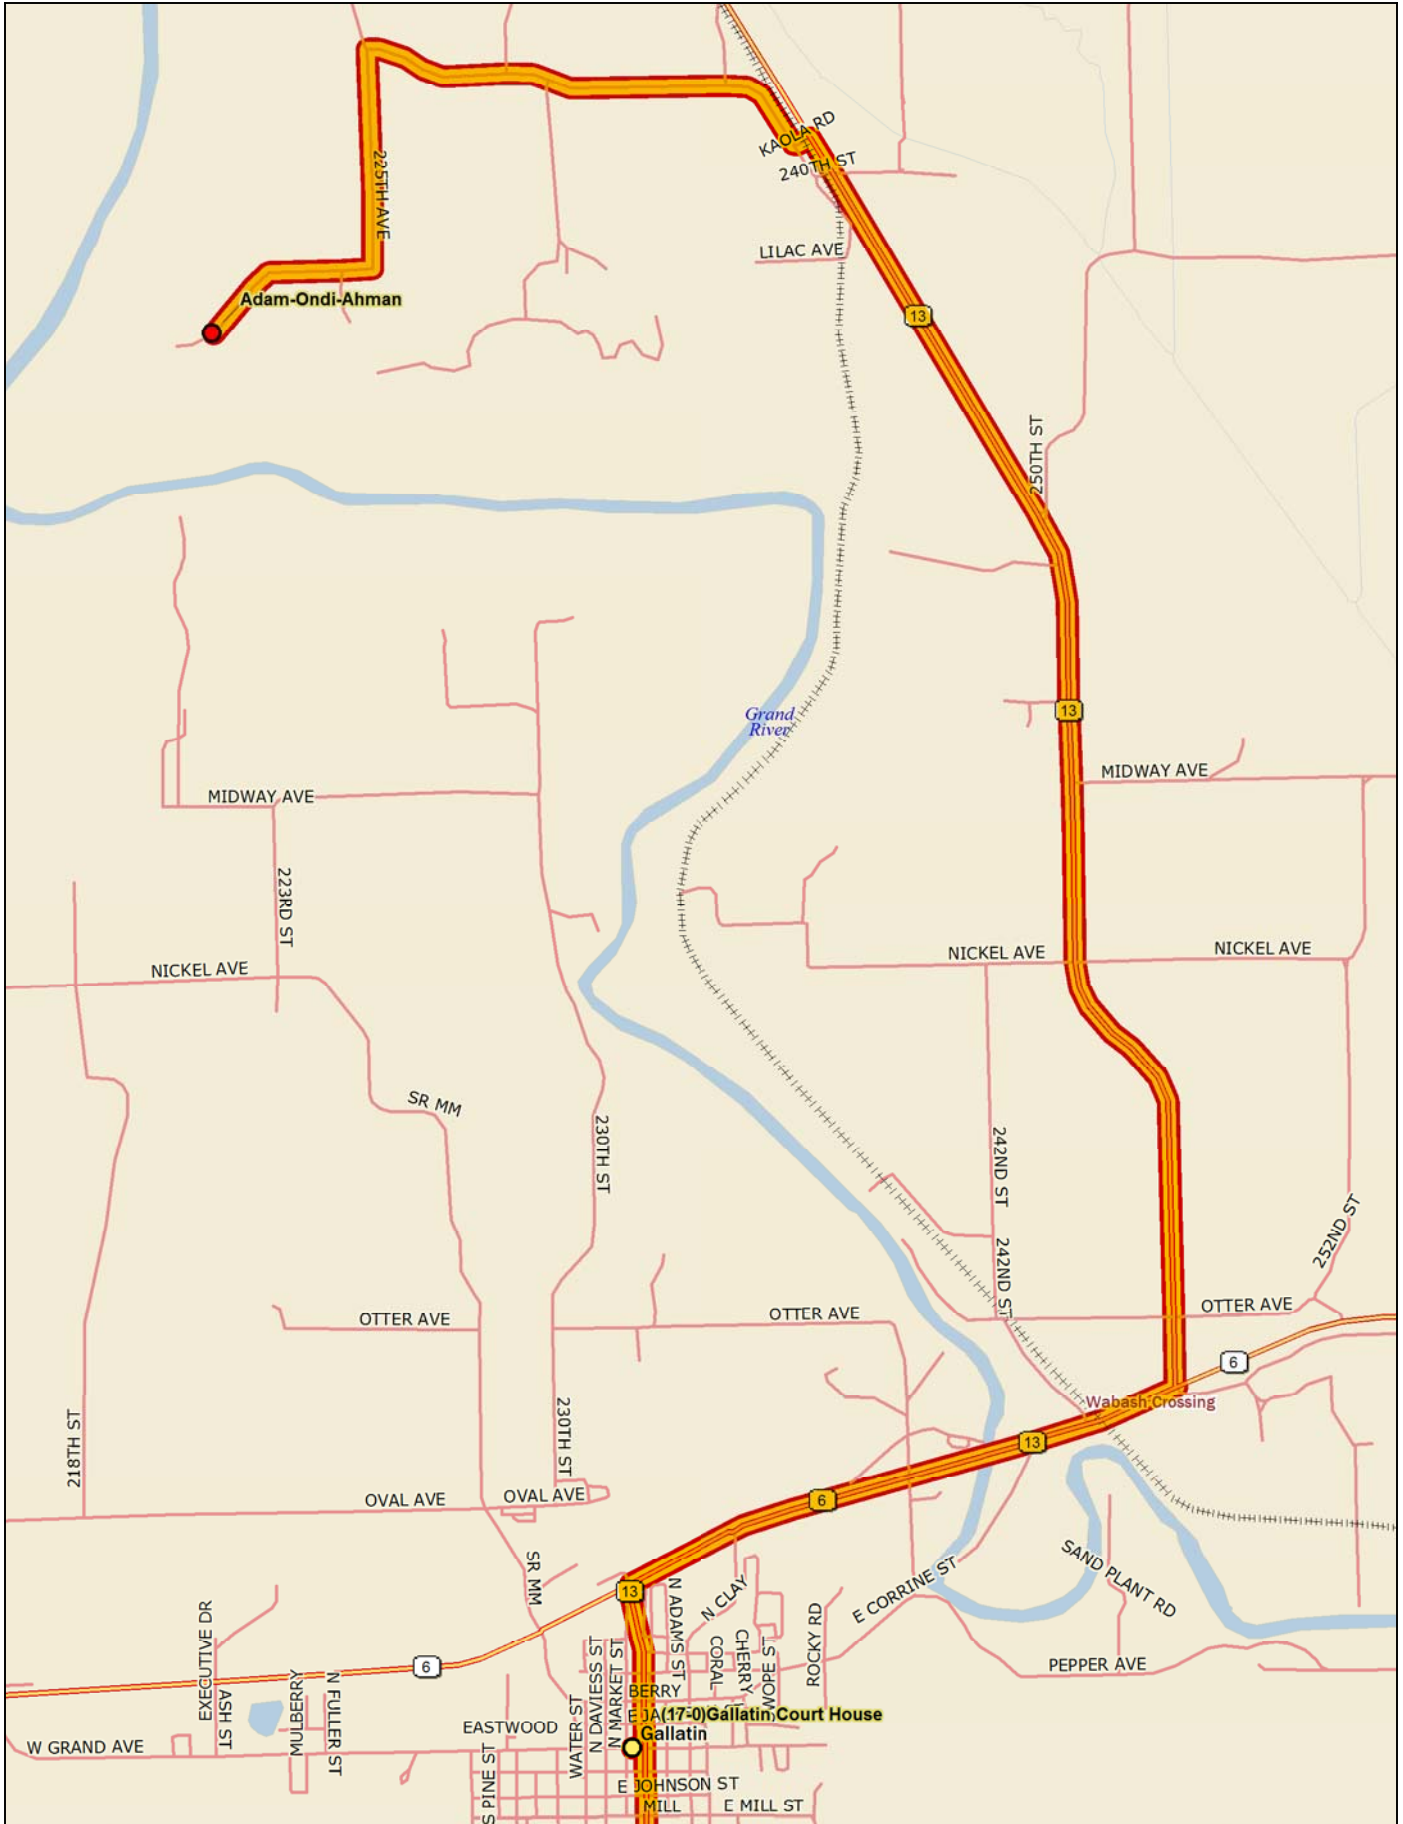 KAOLA RD
240TH ST
225TH AVE
LILAC AVE
Adam-Ondi-Ahman
13
250TH ST
Grand
River
13
MIDWAY AVE
MIDWAY AVE
223RD ST
NICKEL AVE
NICKEL AVE
NICKEL AVE
SR MM
230TH ST
242ND ST
252ND ST
242ND ST
OTTER AVE
OTTER AVE
OTTER AVE
6
Wabash Crossing
218TH ST
230TH ST
13
OVAL AVE
OVAL AVE
6
SR MM
13
N ADAMS ST
N CLAY
E CORRINE ST
SAND PLANT RD
EXECUTIVE DR
ROCKY RD
CHERRY
CORAL
N DAVIESS ST
N MARKET ST
6
PEPPER AVE
MULBERRY
N FULLER ST
ASH ST
BERRY
WATER ST
(17-0)Gallatin Court House
EASTWOOD
Gallatin
W GRAND AVE
S PINE ST
E JOHNSON ST
MILL
E MILL ST